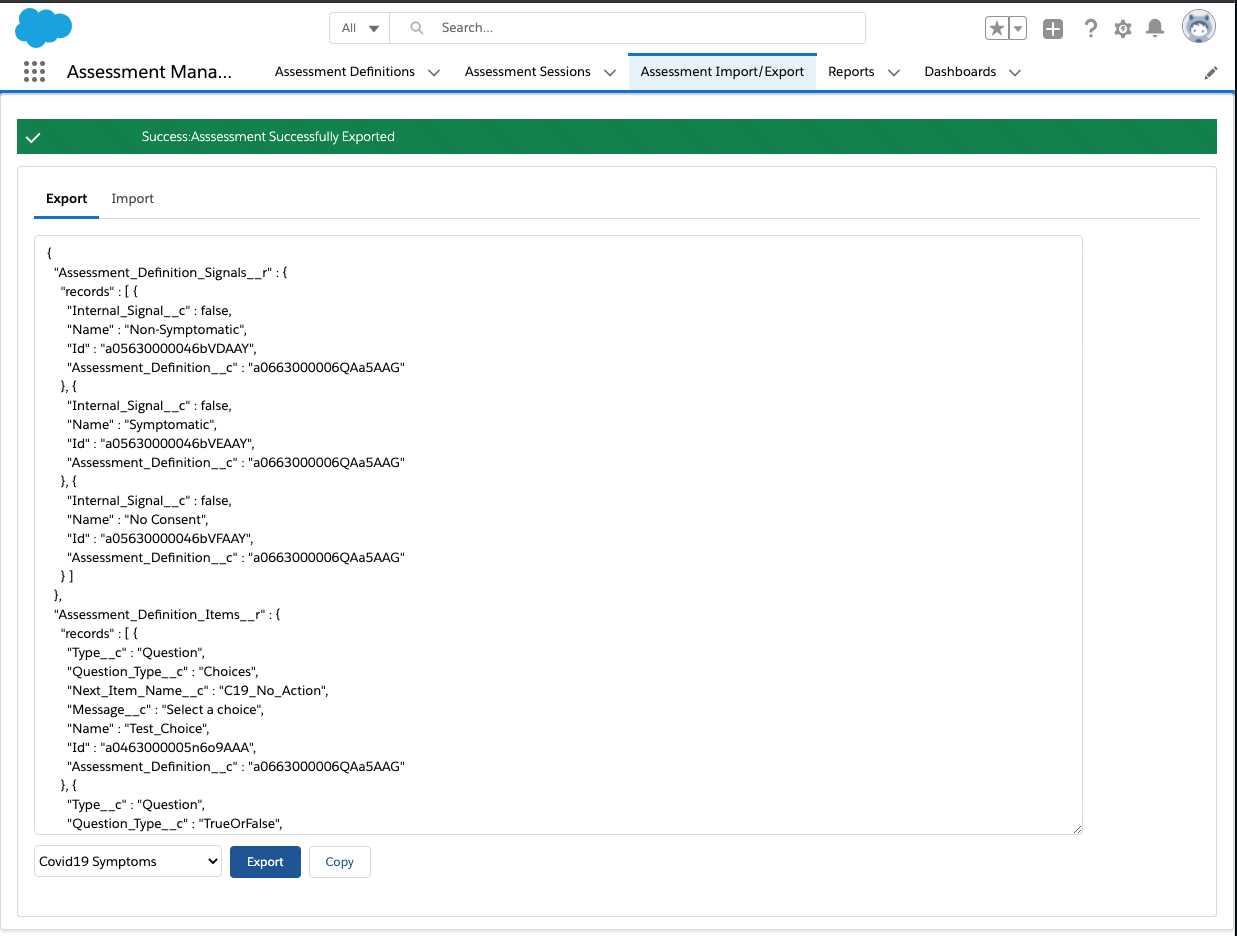 All Search...
Assessment Mana... Assessment Definitions Assessment Sessions Assessment Import/Export Reports Dashboards
Success:Asssessment Successfully Exported
Export Import
{
"Assessment_Definition_Signals__r" : {
"records" : [ {
"Internal_Signal__c" : false,
"Name" : "Non-Symptomatic",
"Id" : "a05630000046bVDAAY",
"Assessment_Definition__c" : "a0663000006QAa5AAG"
}, {
"Internal_Signal__c" : false,
"Name" : "Symptomatic",
"Id" : "a05630000046bVEAAY",
"Assessment_Definition__c" : "a0663000006QAa5AAG"
}, {
"Internal_Signal__c" : false,
"Name" : "No Consent",
"Id" : "a05630000046bVFAAY",
"Assessment_Definition__c" : "a0663000006QAa5AAG"
} ]
},
"Assessment_Definition_Items__r" : {
"records" : [ {
"Type__c" : "Question",
"Question_Type__c" : "Choices",
"Next_Item_Name__c" : "C19_No_Action",
"Message__c" : "Select a choice",
"Name" : "Test_Choice",
"Id" : "a0463000005n6o9AAA",
"Assessment_Definition__c" : "a0663000006QAa5AAG"
}, {
"Type__c" : "Question",
"Question_Type__c" : "TrueOrFalse",
Covid19 Symptoms Export Copy